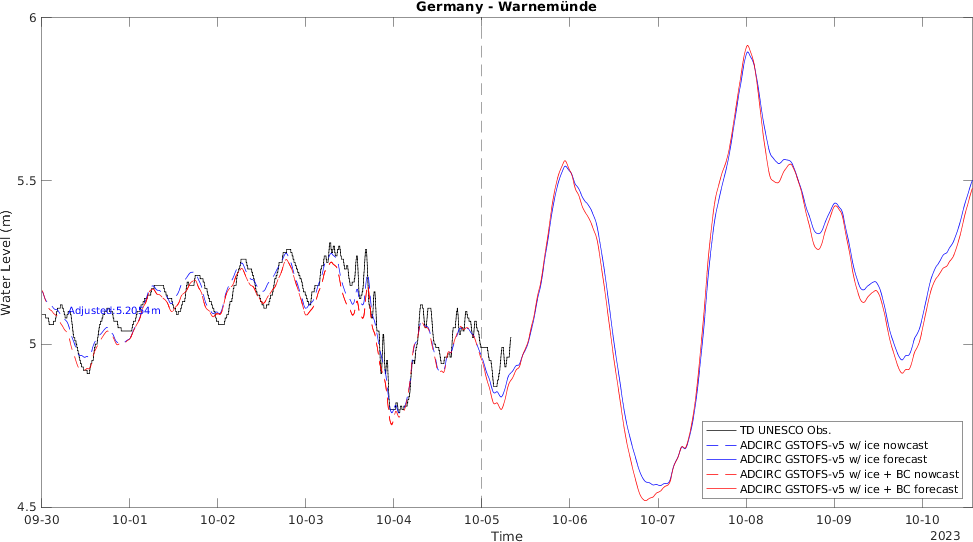 Germany - Warnemünde
6
5.5
5
4.5
Water Level (m)
Adjusted 5.2054m
TD UNESCO Obs.
ADCIRC GSTOFS-v5 w/ ice nowcast
ADCIRC GSTOFS-v5 w/ ice forecast
ADCIRC GSTOFS-v5 w/ ice + BC nowcast
ADCIRC GSTOFS-v5 w/ ice + BC forecast
09-30 10-01 10-02 10-03 10-04 10-05 10-06 10-07 10-08 10-09 10-10
Time
2023